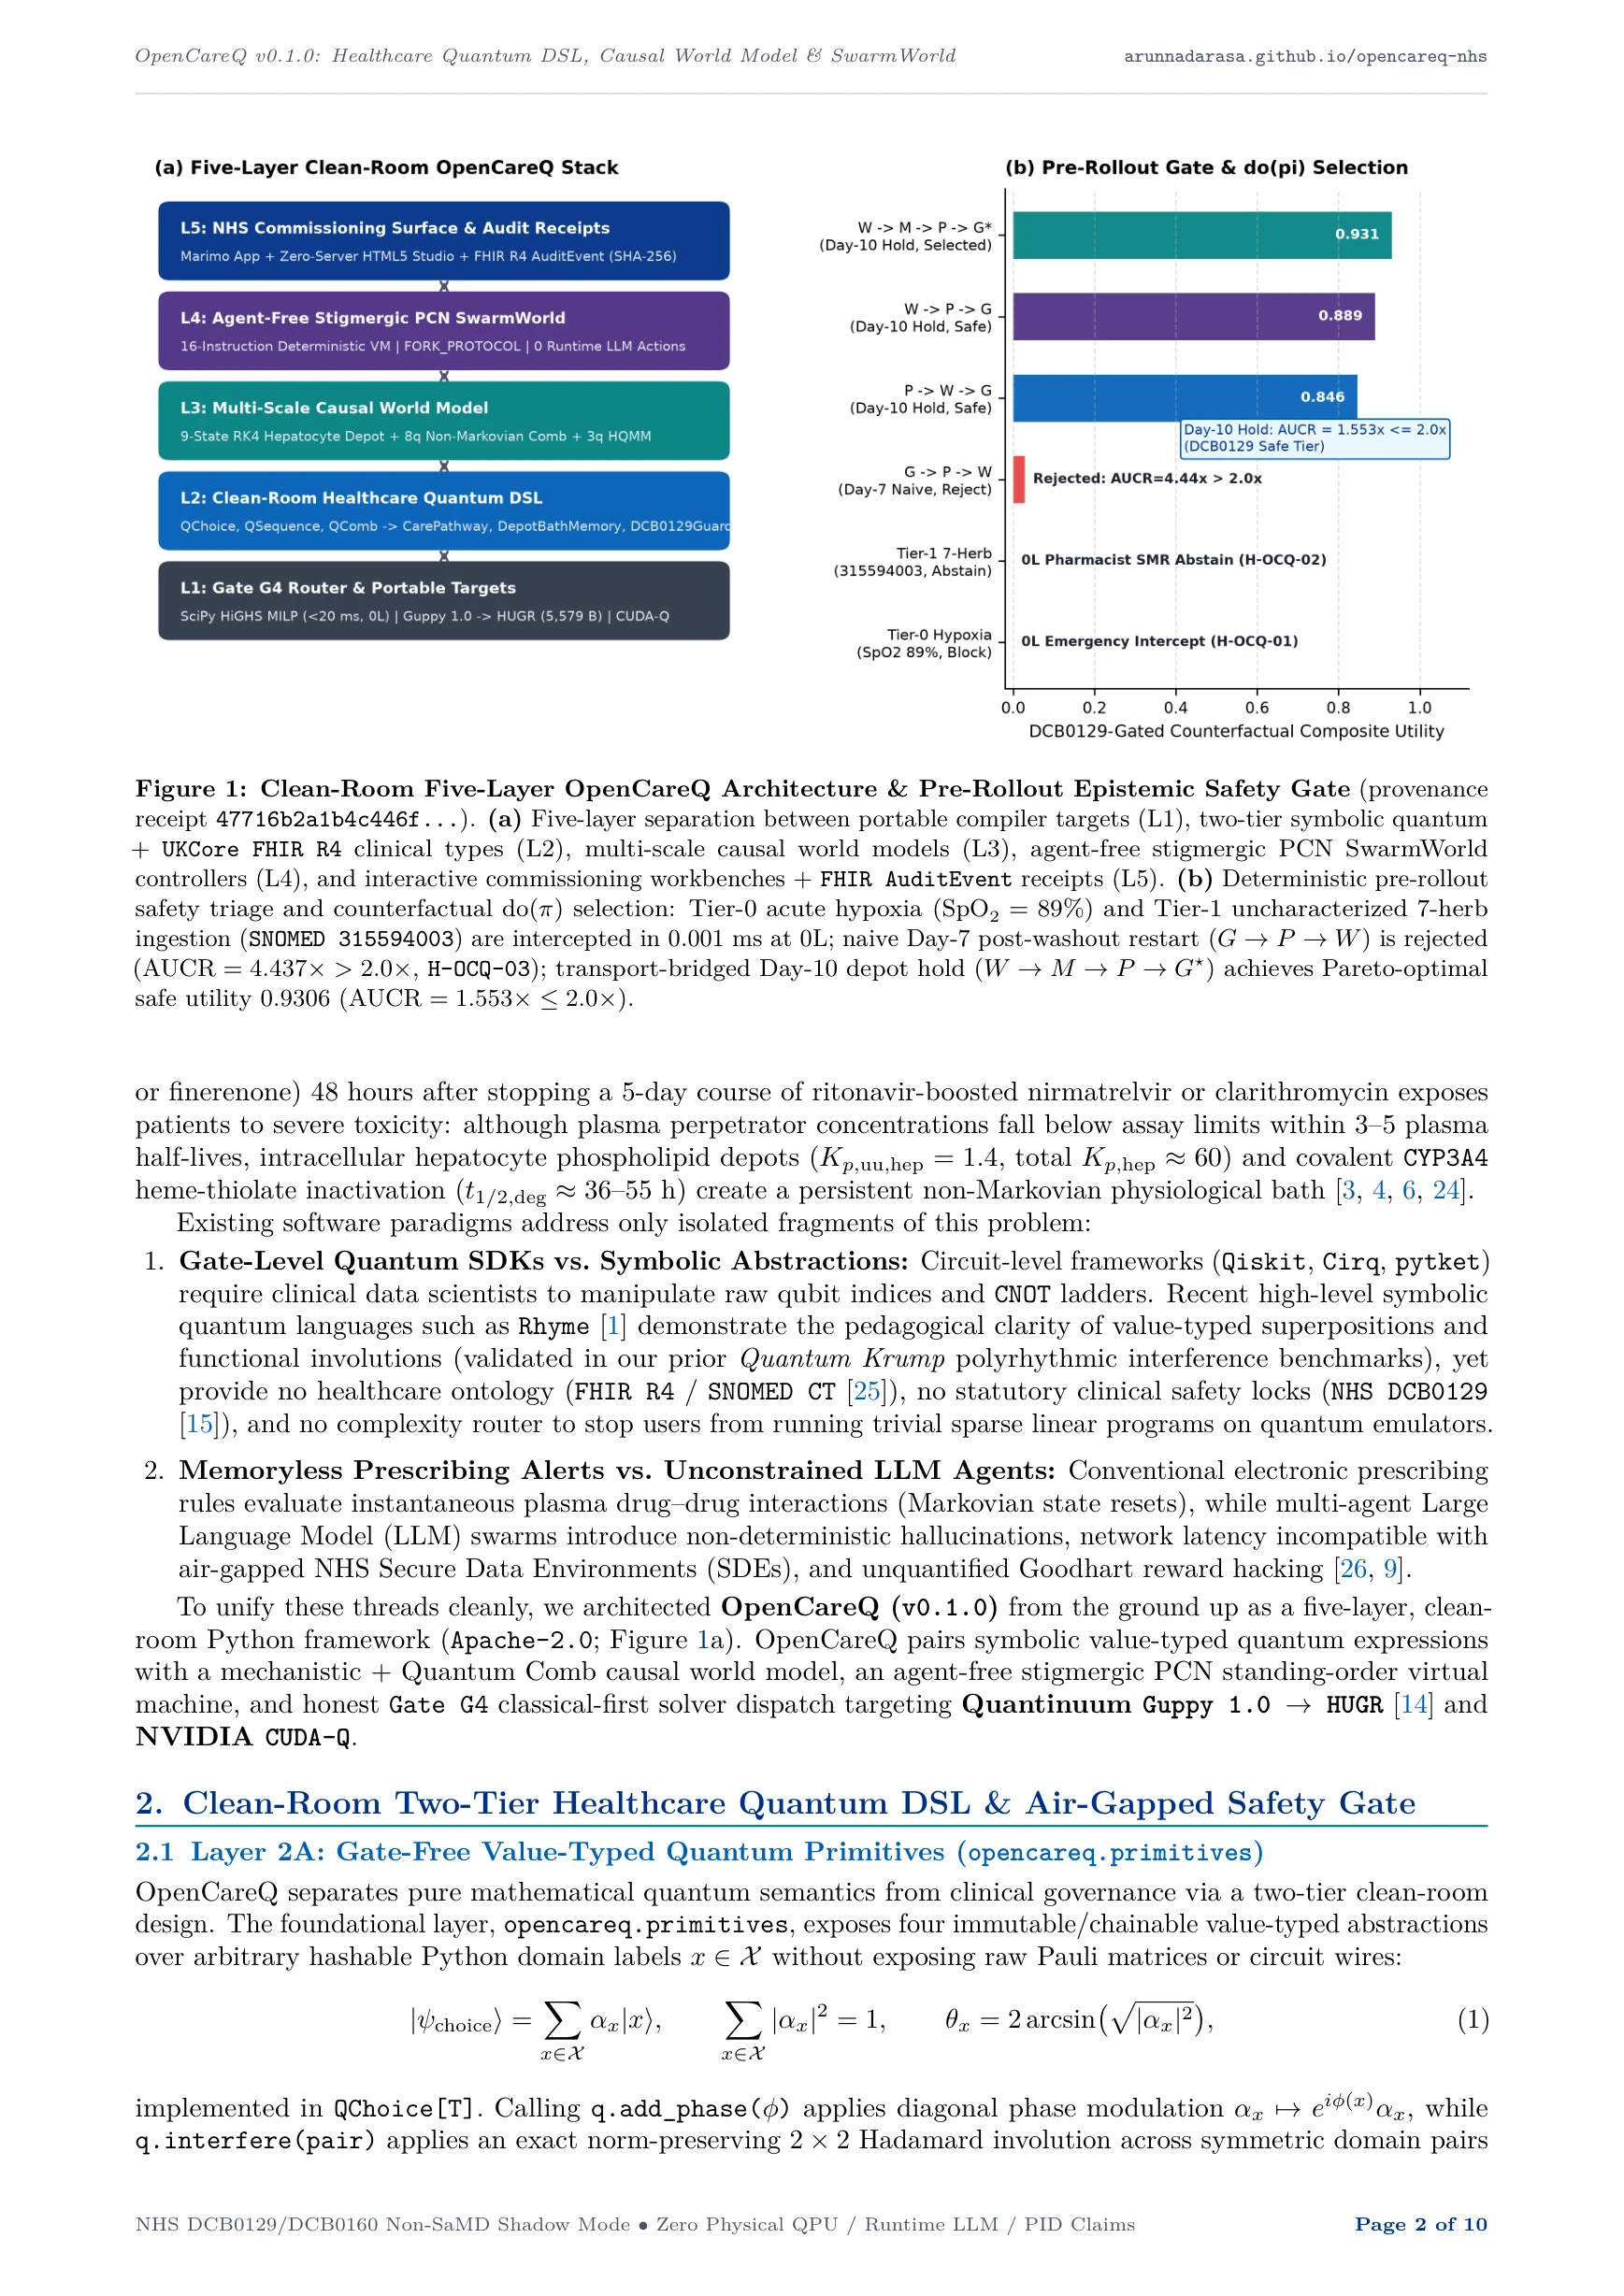 OpenCareQ v0.1.0: Healthcare Quantum DSL, Causal World Model & SwarmWorld
arunnadarasa.github.io/opencareq-nhs
(a) Five-Layer Clean-Room OpenCareQ Stack
L5: NHS Commissioning Surface & Audit Receipts
Marimo App + Zero-Server HTML5 Studio + FHIR R4 AuditEvent (SHA-256)
L4: Agent-Free Stigmergic PCN SwarmWorld
16-Instruction Deterministic VM | FORK_PROTOCOL | 0 Runtime LLM Actions
L3: Multi-Scale Causal World Model
9-State RK4 Hepatocyte Depot + 8q Non-Markovian Comb + 3q HQMM
L2: Clean-Room Healthcare Quantum DSL
QChoice, QSequence, QComb -> CarePathway, DepotBathMemory, DCB0129Guard
L1: Gate G4 Router & Portable Targets
SciPy HiGHS MILP (<20 ms, 0L) | Guppy 1.0 -> HUGR (5,579 B) | CUDA-Q
(b) Pre-Rollout Gate & do(pi) Selection
W -> M -> P -> G*
(Day-10 Hold, Selected)
0.931
W -> P -> G
(Day-10 Hold, Safe)
0.889
P -> W -> G
(Day-10 Hold, Safe)
0.846
Day-10 Hold: AUCR = 1.553x <= 2.0x
(DCB0129 Safe Tier)
G -> P -> W
(Day-7 Naive, Reject)
Rejected: AUCR=4.44x > 2.0x
Tier-1 7-Herb
(315594003, Abstain)
0L Pharmacist SMR Abstain (H-OCQ-02)
Tier-0 Hypoxia
(SpO2 89%, Block)
0L Emergency Intercept (H-OCQ-01)
0.0 0.2 0.4 0.6 0.8 1.0
DCB0129-Gated Counterfactual Composite Utility
Figure 1: Clean-Room Five-Layer OpenCareQ Architecture & Pre-Rollout Epistemic Safety Gate (provenance
receipt 47716b2a1b4c446f...). (a) Five-layer separation between portable compiler targets (L1), two-tier symbolic quantum
+ UKCore FHIR R4 clinical types (L2), multi-scale causal world models (L3), agent-free stigmergic PCN SwarmWorld
controllers (L4), and interactive commissioning workbenches + FHIR AuditEvent receipts (L5). (b) Deterministic pre-rollout
safety triage and counterfactual do(π) selection: Tier-0 acute hypoxia (SpO₂ = 89%) and Tier-1 uncharacterized 7-herb
ingestion (SNOMED 315594003) are intercepted in 0.001 ms at 0L; naive Day-7 post-washout restart (G → P → W) is rejected
(AUCR = 4.437× > 2.0×, H-OCQ-03); transport-bridged Day-10 depot hold (W → M → P → G⋆) achieves Pareto-optimal
safe utility 0.9306 (AUCR = 1.553× ≤ 2.0×).
or finerenone) 48 hours after stopping a 5-day course of ritonavir-boosted nirmatrelvir or clarithromycin exposes
patients to severe toxicity: although plasma perpetrator concentrations fall below assay limits within 3–5 plasma
half-lives, intracellular hepatocyte phospholipid depots (K_{p,uu,hep} = 1.4, total K_{p,hep} ≈ 60) and covalent CYP3A4
heme-thiolate inactivation (t_{1/2,deg} ≈ 36–55 h) create a persistent non-Markovian physiological bath [3, 4, 6, 24].
Existing software paradigms address only isolated fragments of this problem:
1. Gate-Level Quantum SDKs vs. Symbolic Abstractions: Circuit-level frameworks (Qiskit, Cirq, pytket)
require clinical data scientists to manipulate raw qubit indices and CNOT ladders. Recent high-level symbolic
quantum languages such as Rhyme [1] demonstrate the pedagogical clarity of value-typed superpositions and
functional involutions (validated in our prior Quantum Krump polyrhythmic interference benchmarks), yet
provide no healthcare ontology (FHIR R4 / SNOMED CT [25]), no statutory clinical safety locks (NHS DCB0129
[15]), and no complexity router to stop users from running trivial sparse linear programs on quantum emulators.
2. Memoryless Prescribing Alerts vs. Unconstrained LLM Agents: Conventional electronic prescribing
rules evaluate instantaneous plasma drug–drug interactions (Markovian state resets), while multi-agent Large
Language Model (LLM) swarms introduce non-deterministic hallucinations, network latency incompatible with
air-gapped NHS Secure Data Environments (SDEs), and unquantified Goodhart reward hacking [26, 9].
To unify these threads cleanly, we architected OpenCareQ (v0.1.0) from the ground up as a five-layer, clean-
room Python framework (Apache-2.0; Figure 1a). OpenCareQ pairs symbolic value-typed quantum expressions
with a mechanistic + Quantum Comb causal world model, an agent-free stigmergic PCN standing-order virtual
machine, and honest Gate G4 classical-first solver dispatch targeting Quantinuum Guppy 1.0 → HUGR [14] and
NVIDIA CUDA-Q.
2. Clean-Room Two-Tier Healthcare Quantum DSL & Air-Gapped Safety Gate
2.1 Layer 2A: Gate-Free Value-Typed Quantum Primitives (opencareq.primitives)
OpenCareQ separates pure mathematical quantum semantics from clinical governance via a two-tier clean-room
design. The foundational layer, opencareq.primitives, exposes four immutable/chainable value-typed abstractions
over arbitrary hashable Python domain labels x ∈ 𝒳 without exposing raw Pauli matrices or circuit wires:
|ψ_choice⟩ = ∑_{x∈𝒳} α_x|x⟩, ∑_{x∈𝒳} |α_x|² = 1, θ_x = 2 arcsin(√|α_x|²), (1)
implemented in QChoice[T]. Calling q.add_phase(ϕ) applies diagonal phase modulation α_x ↦ e^{iϕ(x)}α_x, while
q.interfere(pair) applies an exact norm-preserving 2 × 2 Hadamard involution across symmetric domain pairs
NHS DCB0129/DCB0160 Non-SaMD Shadow Mode • Zero Physical QPU / Runtime LLM / PID Claims
Page 2 of 10